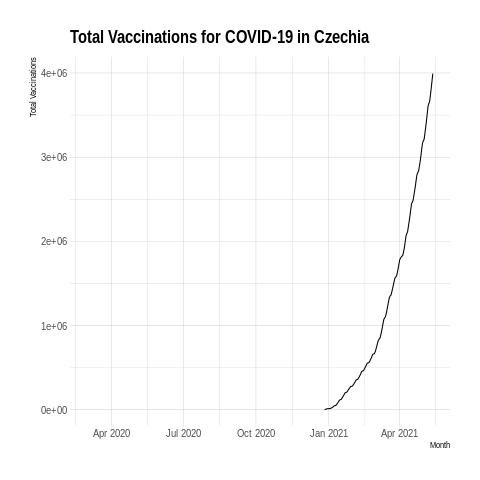 Total Vaccinations for COVID-19 in Czechia
Total Vaccinations
4e+06
3e+06
2e+06
1e+06
0e+00
Apr 2020 Jul 2020 Oct 2020 Jan 2021 Apr 2021
Month